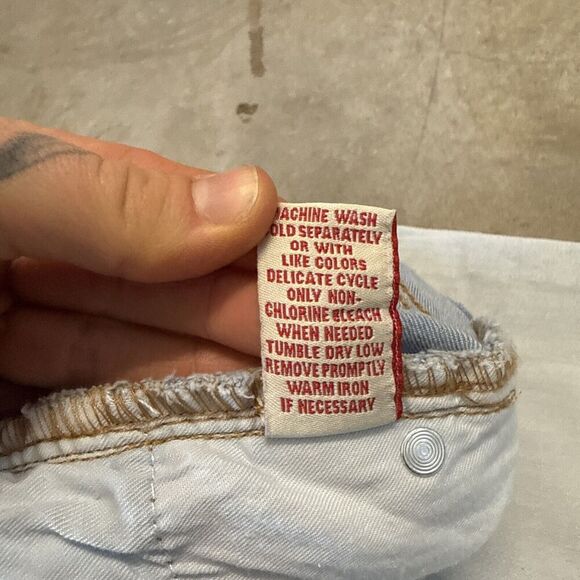 MACHINE WASH
COLD SEPARATELY
OR WITH
LIKE COLORS
DELICATE CYCLE
ONLY NON-
CHLORINE BLEACH
WHEN NEEDED
TUMBLE DRY LOW
REMOVE PROMPTLY
WARM IRON
IF NECESSARY